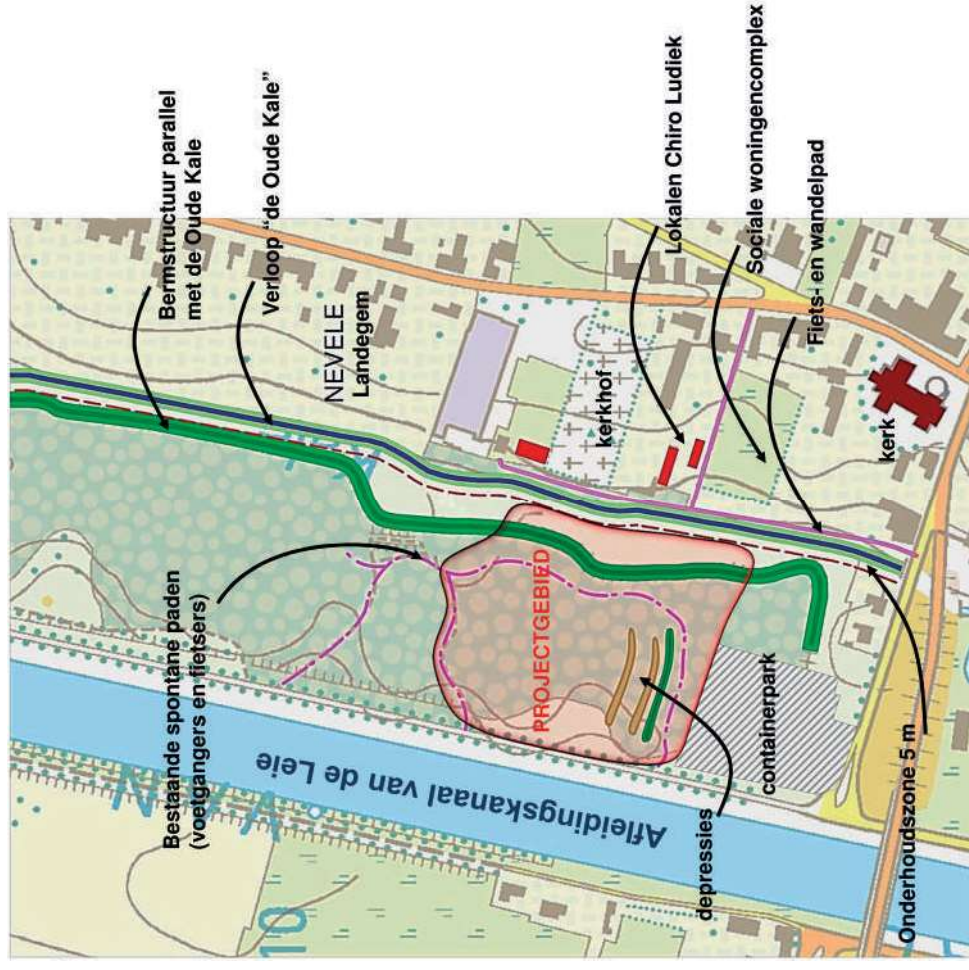 Bermstructuur parallel
met de Oude Kale
Verloop “de Oude Kale”
NEVELE
Landegem
Bestaande spontane paden
(voetgangers en fietsers)
kerkhof
Lokalen Chiro Ludiek
Sociale woningencomplex
Fiets- en wandelpad
kerk
PROJECTGEBIED
Afleidingskanaal van de Leie
depressies
containerpark
Onderhoudszone 5 m
10